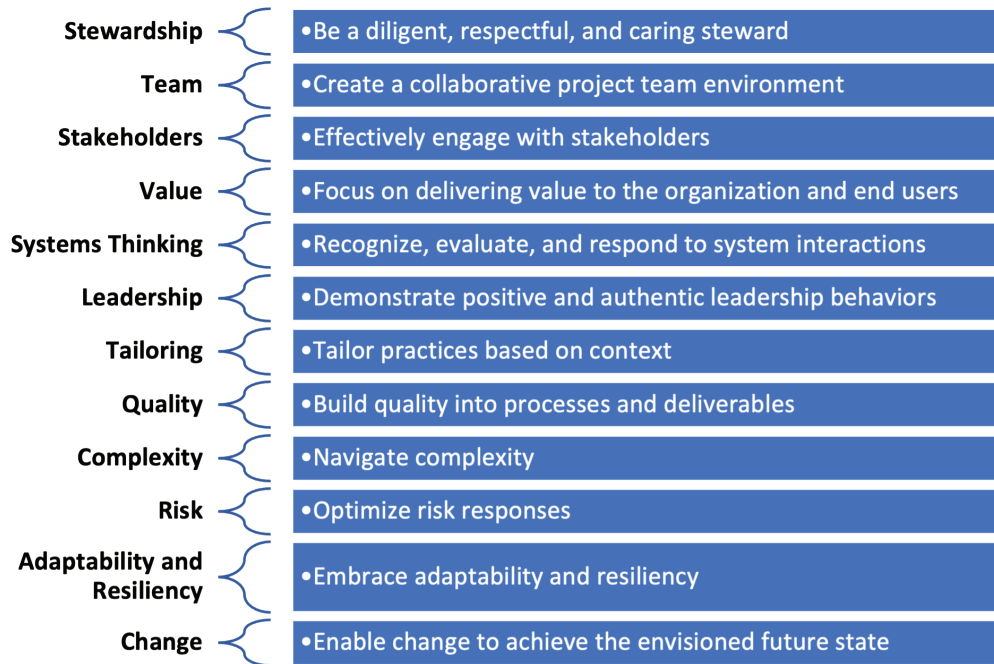 Stewardship
•Be a diligent, respectful, and caring steward
Team
•Create a collaborative project team environment
Stakeholders
•Effectively engage with stakeholders
Value
•Focus on delivering value to the organization and end users
Systems Thinking
•Recognize, evaluate, and respond to system interactions
Leadership
•Demonstrate positive and authentic leadership behaviors
Tailoring
•Tailor practices based on context
Quality
•Build quality into processes and deliverables
Complexity
•Navigate complexity
Risk
•Optimize risk responses
Adaptability and
Resiliency
•Embrace adaptability and resiliency
Change
•Enable change to achieve the envisioned future state